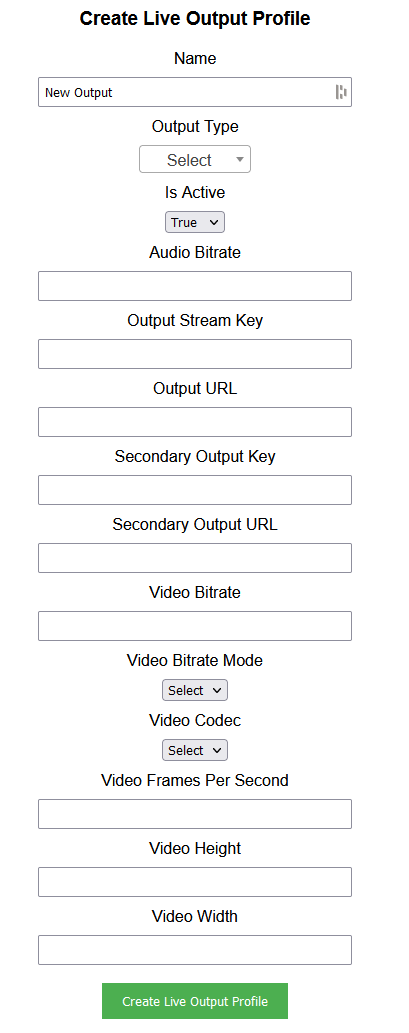 Create Live Output Profile
Name
New Output
Output Type
Select
Is Active
True
Audio Bitrate
Output Stream Key
Output URL
Secondary Output Key
Secondary Output URL
Video Bitrate
Video Bitrate Mode
Select
Video Codec
Select
Video Frames Per Second
Video Height
Video Width
Create Live Output Profile